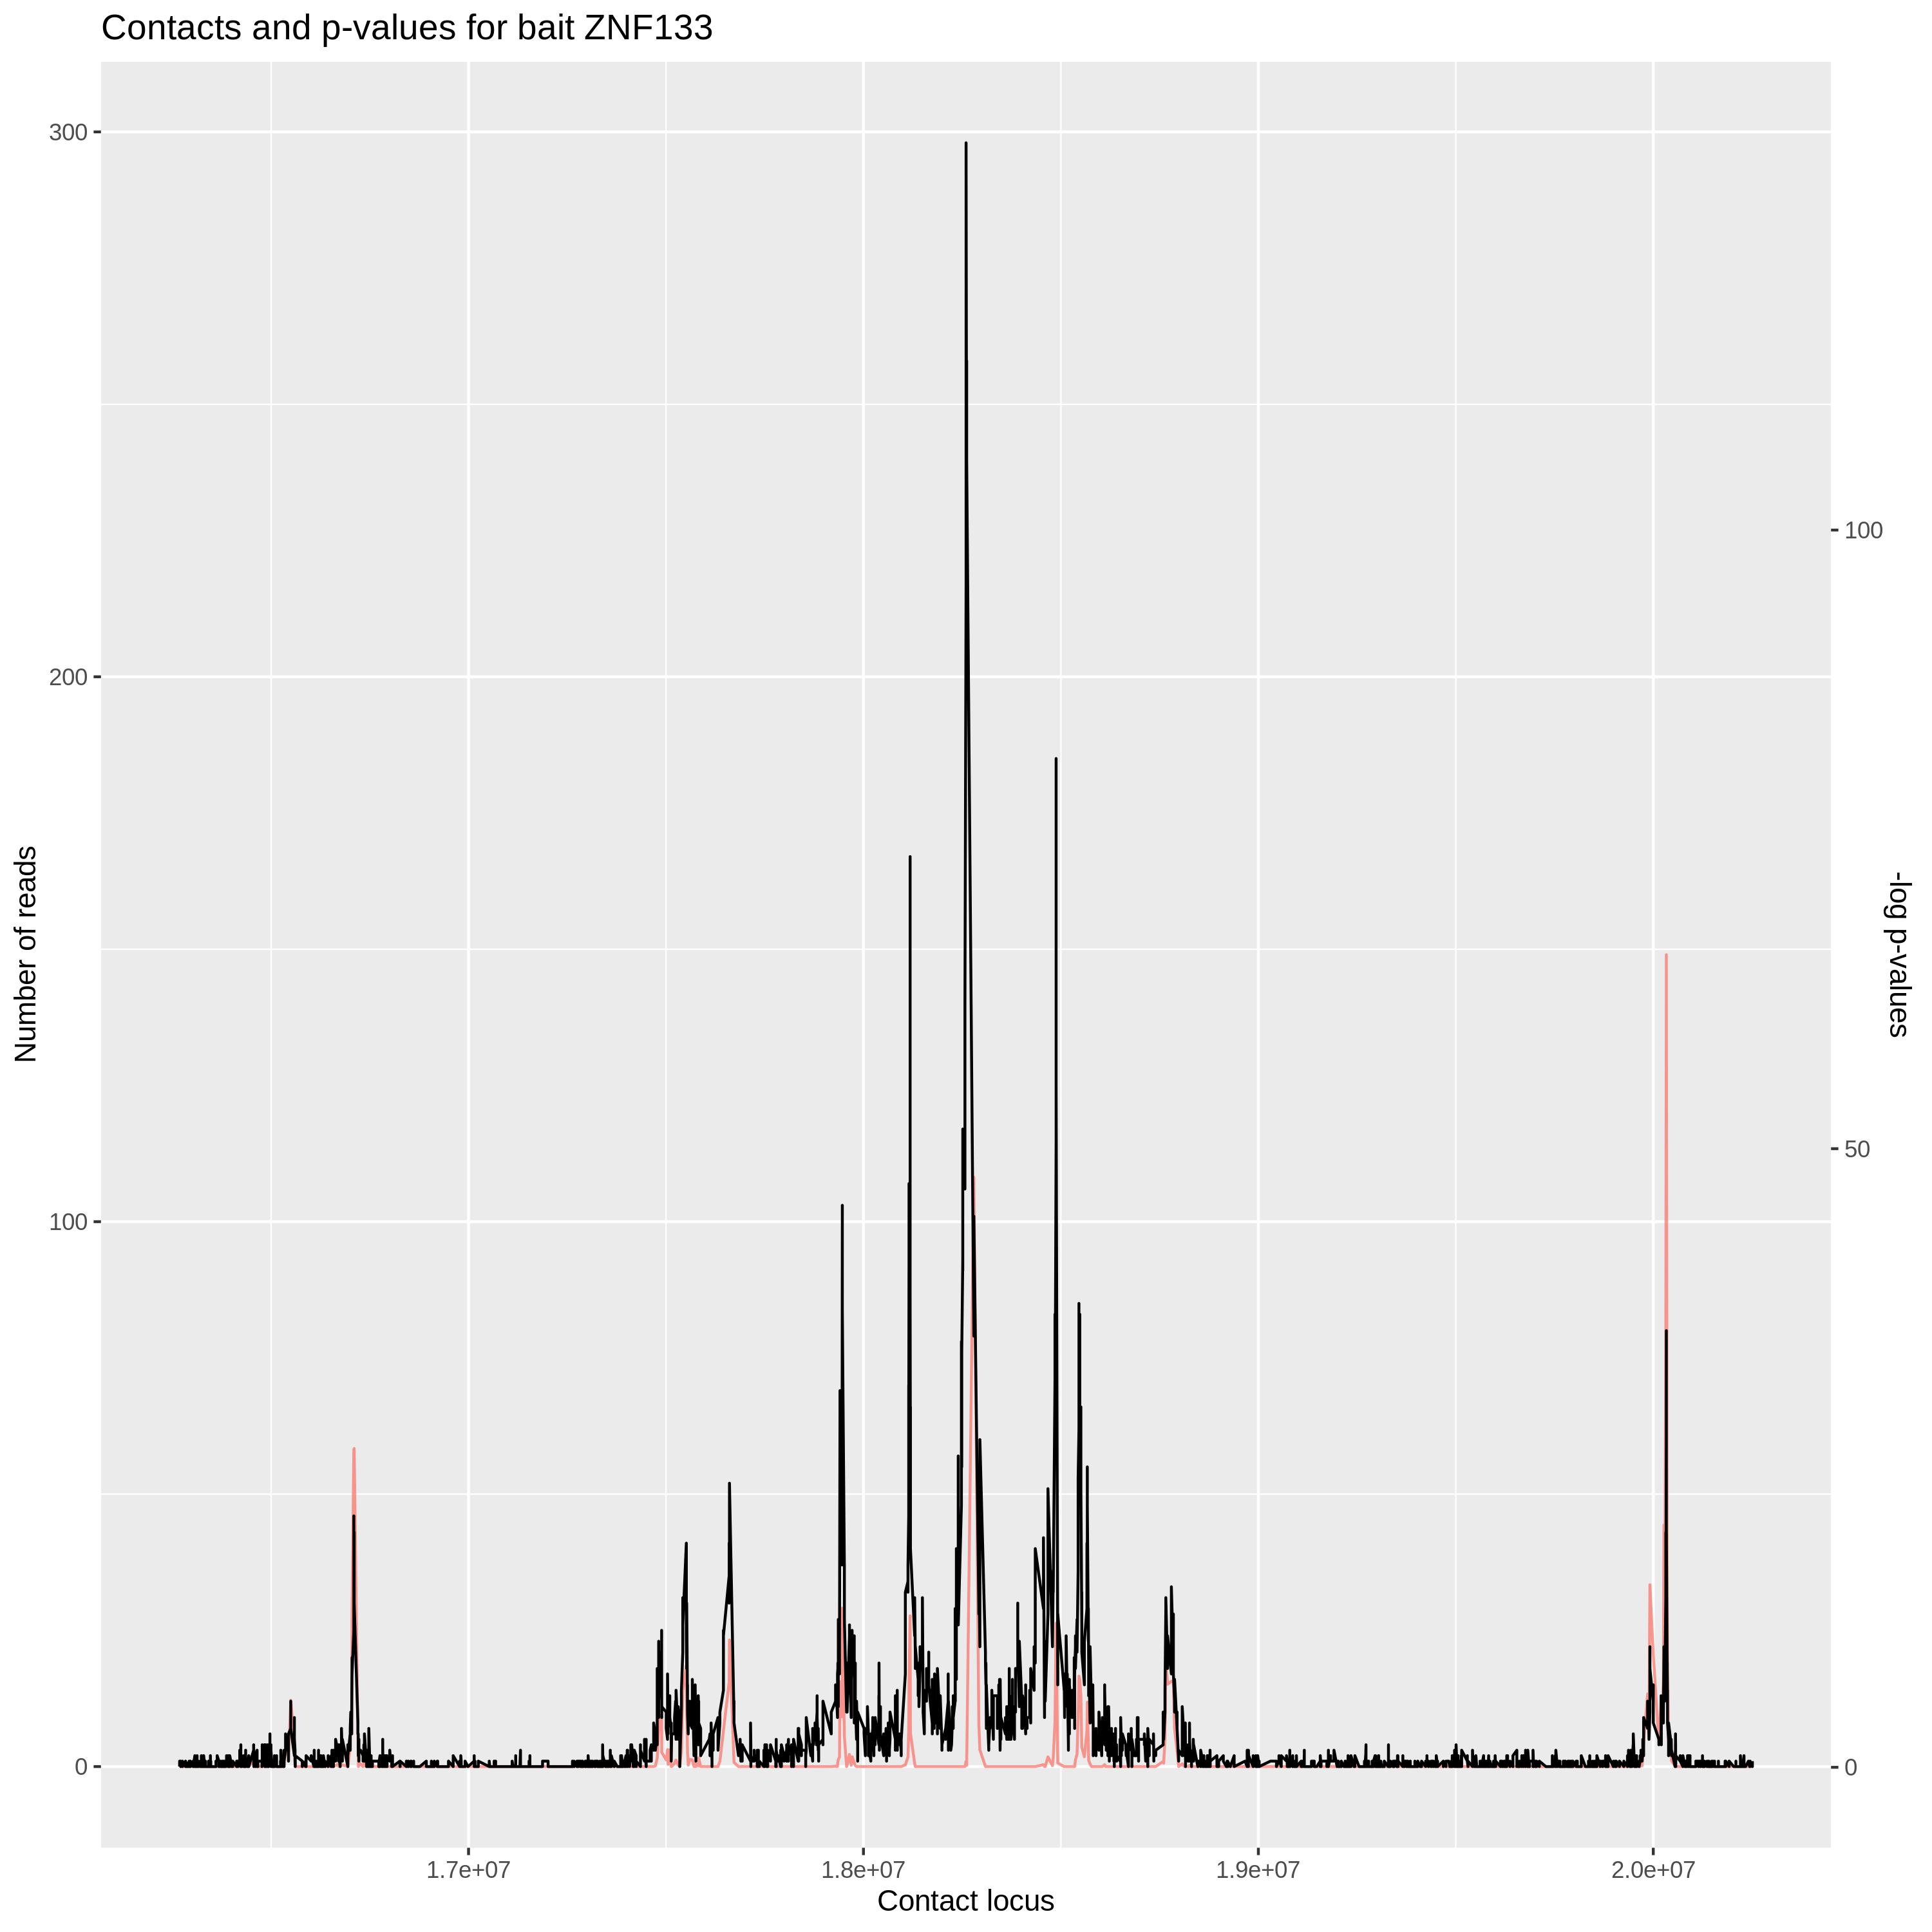 Contacts and p-values for bait ZNF133
300
200
100
0
Number of reads
100
50
0
-log p-values
1.7e+07
1.8e+07
1.9e+07
2.0e+07
Contact locus